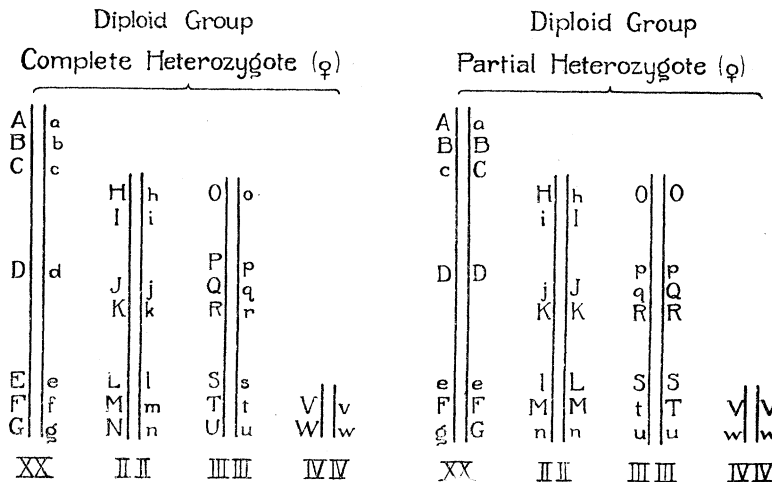 Diploid Group
Complete Heterozygote (♀)
A a
B b
C c
H h O o
I i
D d P p
J j Q q
K k R r
E e L l S s
F f M m T t V v
G g N n U u W w
XX II II III III IV IV
Diploid Group
Partial Heterozygote (♀)
A a
B B
c C
H h O O
i I
D D p p
j J q Q
K K R R
e e l L S S
F F M M t T V V
g G n n u u w w
XX II II III III IV IV